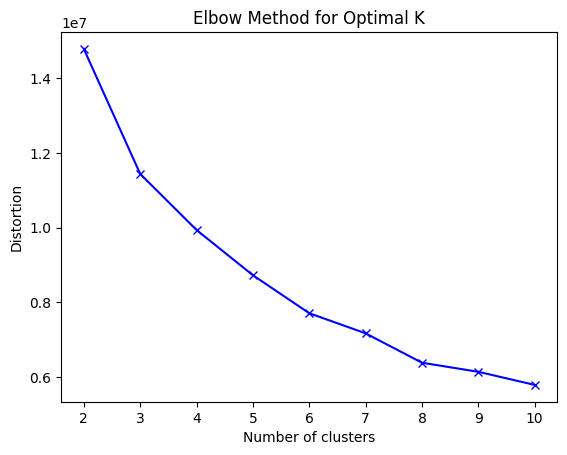 Elbow Method for Optimal K
1e7
1.4
1.2
1.0
0.8
0.6
Distortion
2 3 4 5 6 7 8 9 10
Number of clusters